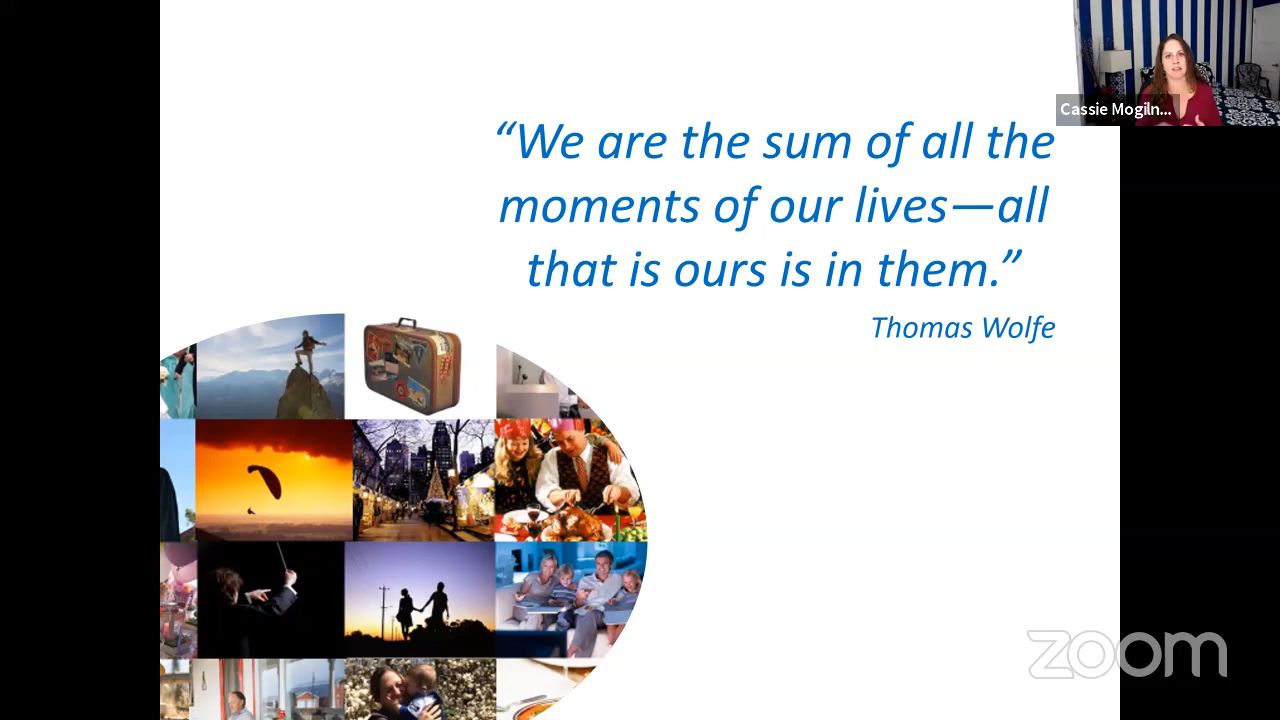 Cassie Mogiln...
“We are the sum of all the
moments of our lives—all
that is ours is in them.”
Thomas Wolfe
zoom